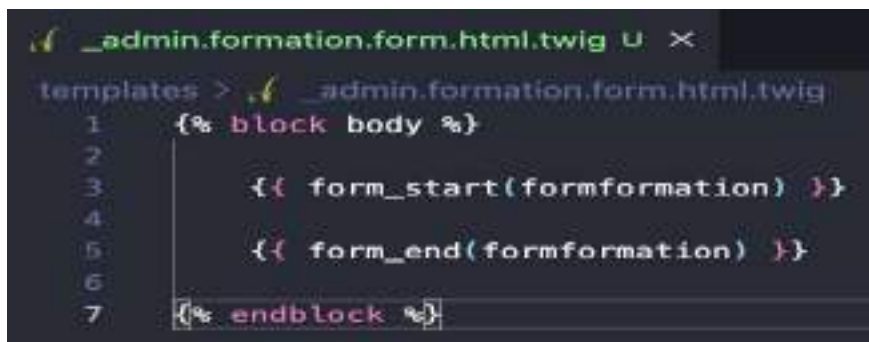 _admin.formation.form.html.twig U ×
templates > _admin.formation.form.html.twig
1 {% block body %}
2
3 {{ form_start(formformation) }}
4
5 {{ form_end(formformation) }}
6
7 {% endblock %}